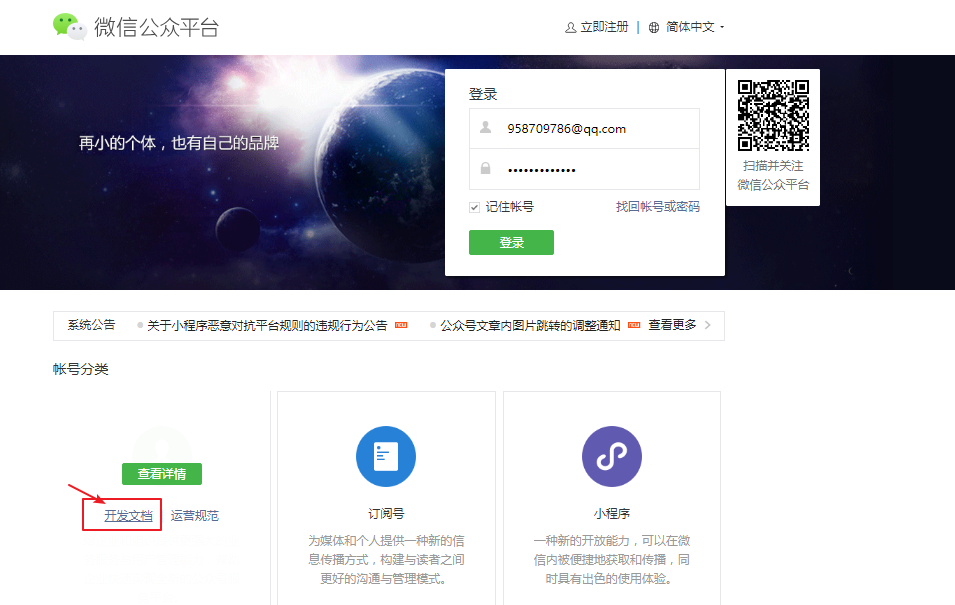 微信公众平台
立即注册 | 简体中文
再小的个体，也有自己的品牌
登录
958709786@qq.com
•••••••••••••
记住帐号 找回帐号或密码
登录
扫描并关注
微信公众平台
系统公告 关于小程序恶意对抗平台规则的违规行为公告 new 公众号文章内图片跳转的调整通知 new 查看更多
帐号分类
查看详情
开发文档 运营规范
订阅号
为媒体和个人提供一种新的信
息传播方式，构建与读者之间
更好的沟通与管理模式。
小程序
一种新的开放能力，可以在微
信内被便捷地获取和传播，同
时具有出色的使用体验。